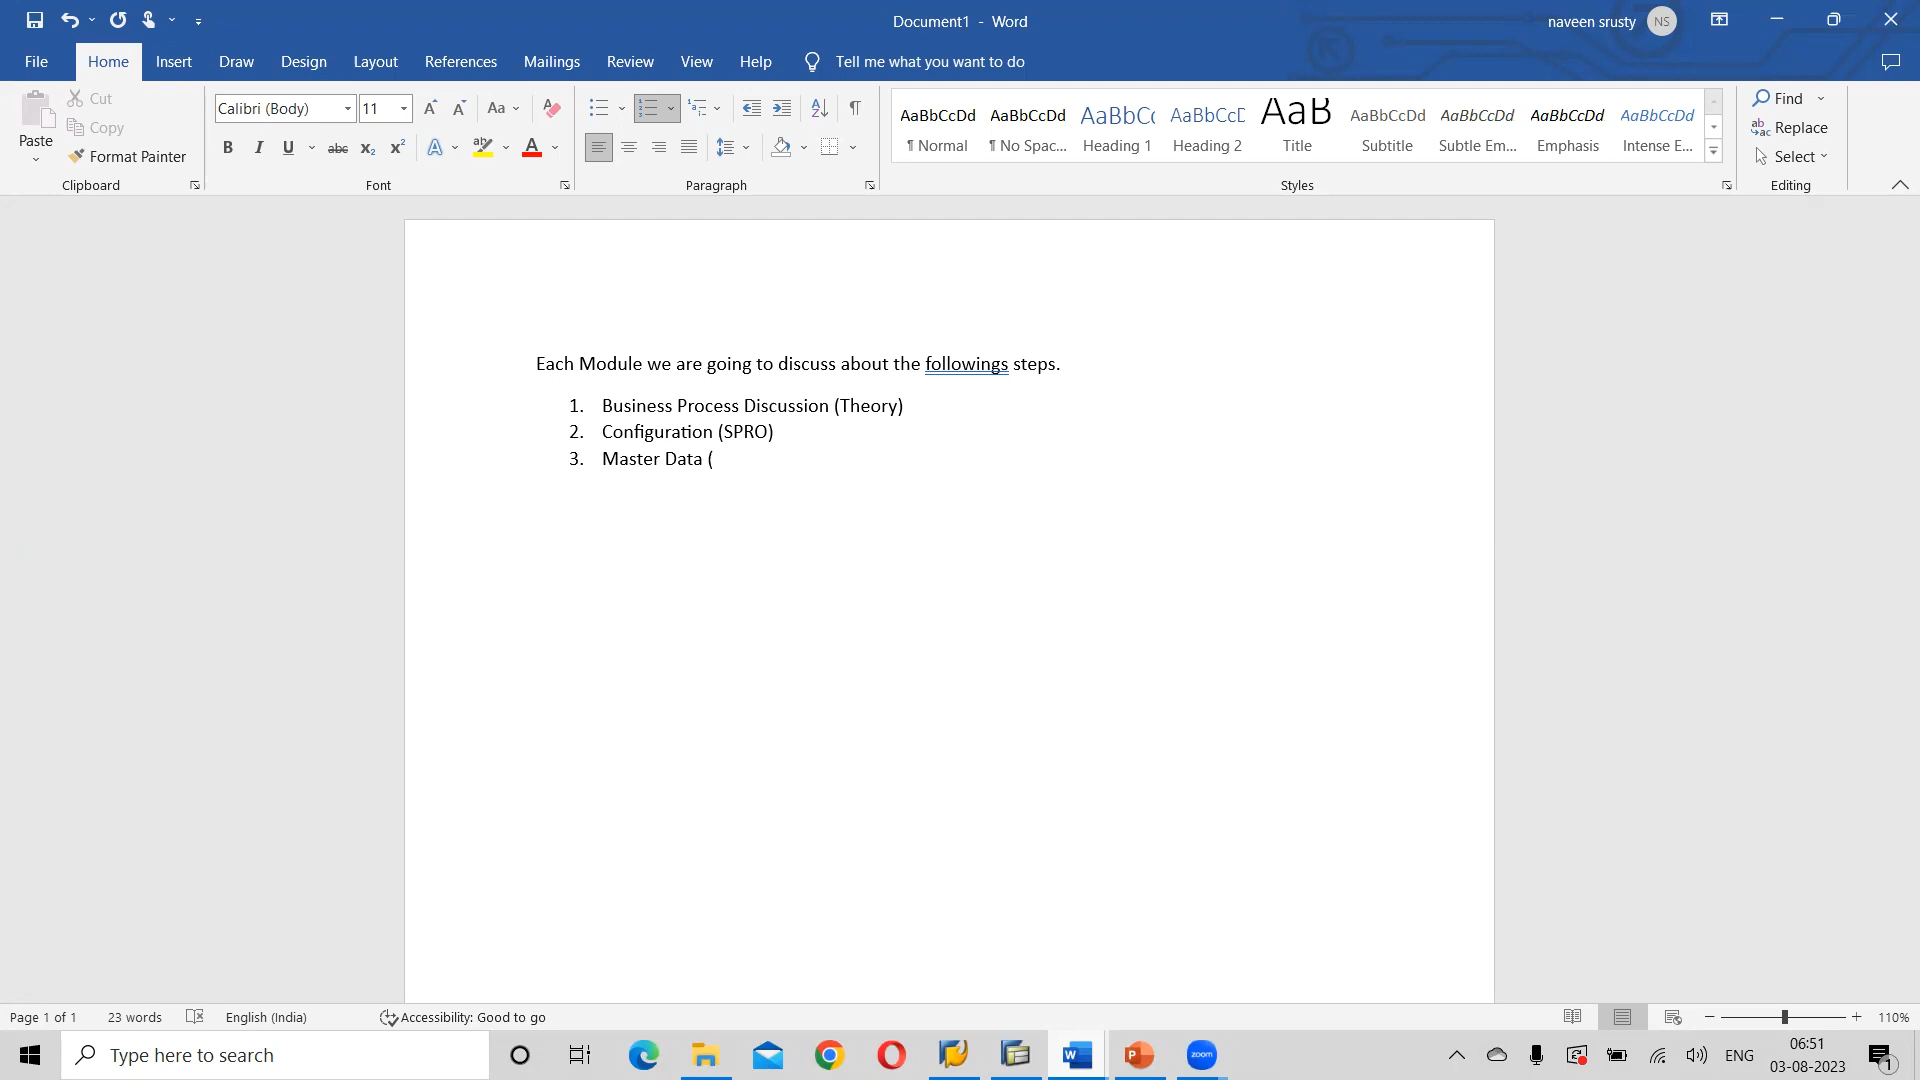 Document1 - Word
naveen srusty NS
File Home Insert Draw Design Layout References Mailings Review View Help Tell me what you want to do
Paste
Cut
Copy
Format Painter
Clipboard
Calibri (Body) 11
Font
Paragraph
AaBbCcDd AaBbCcDd AaBbC AaBbCcE AaB AaBbCcDd AaBbCcDd AaBbCcDd AaBbCcDd
¶ Normal ¶ No Spac... Heading 1 Heading 2 Title Subtitle Subtle Em... Emphasis Intense E...
Styles
Find
Replace
Select
Editing
Each Module we are going to discuss about the followings steps.
1. Business Process Discussion (Theory)
2. Configuration (SPRO)
3. Master Data (
Page 1 of 1 23 words English (India) Accessibility: Good to go 110%
Type here to search
zoom
ENG
06:51
03-08-2023
1